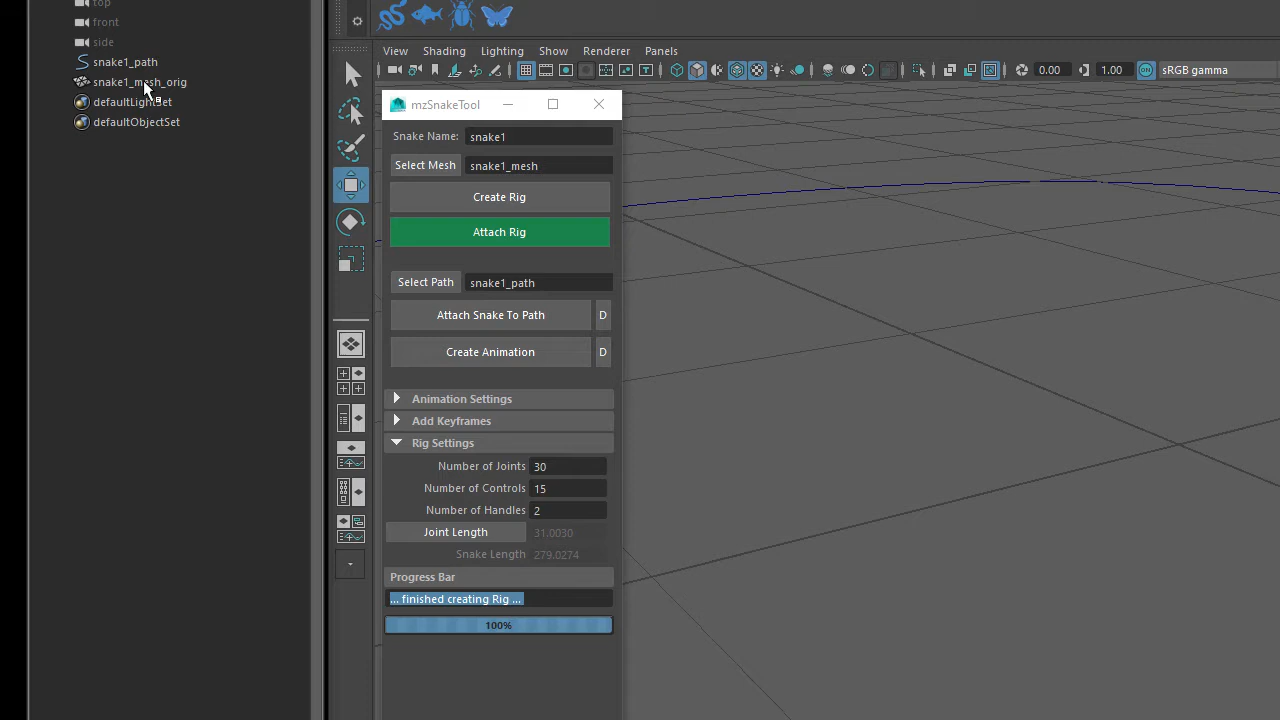 top
front
side
snake1_path
snake1_mesh_orig
defaultLightSet
defaultObjectSet
View Shading Lighting Show Renderer Panels
0.00 1.00 ON sRGB gamma
mzSnakeTool
Snake Name: snake1
Select Mesh snake1_mesh
Create Rig
Attach Rig
Select Path snake1_path
Attach Snake To Path D
Create Animation D
Animation Settings
Add Keyframes
Rig Settings
Number of Joints 30
Number of Controls 15
Number of Handles 2
Joint Length 31.0030
Snake Length 279.0274
Progress Bar
... finished creating Rig ...
100%